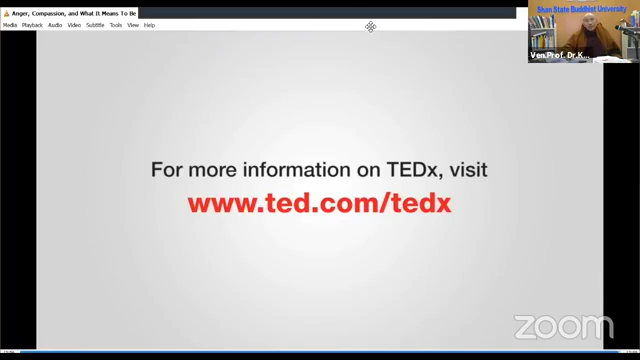 Anger, Compassion, and What It Means To Be
Media Playback Audio Video Subtitle Tools View Help
Shan State Buddhist University
Ven.Prof. Dr.K...
For more information on TEDx, visit
www.ted.com/tedx
zoom